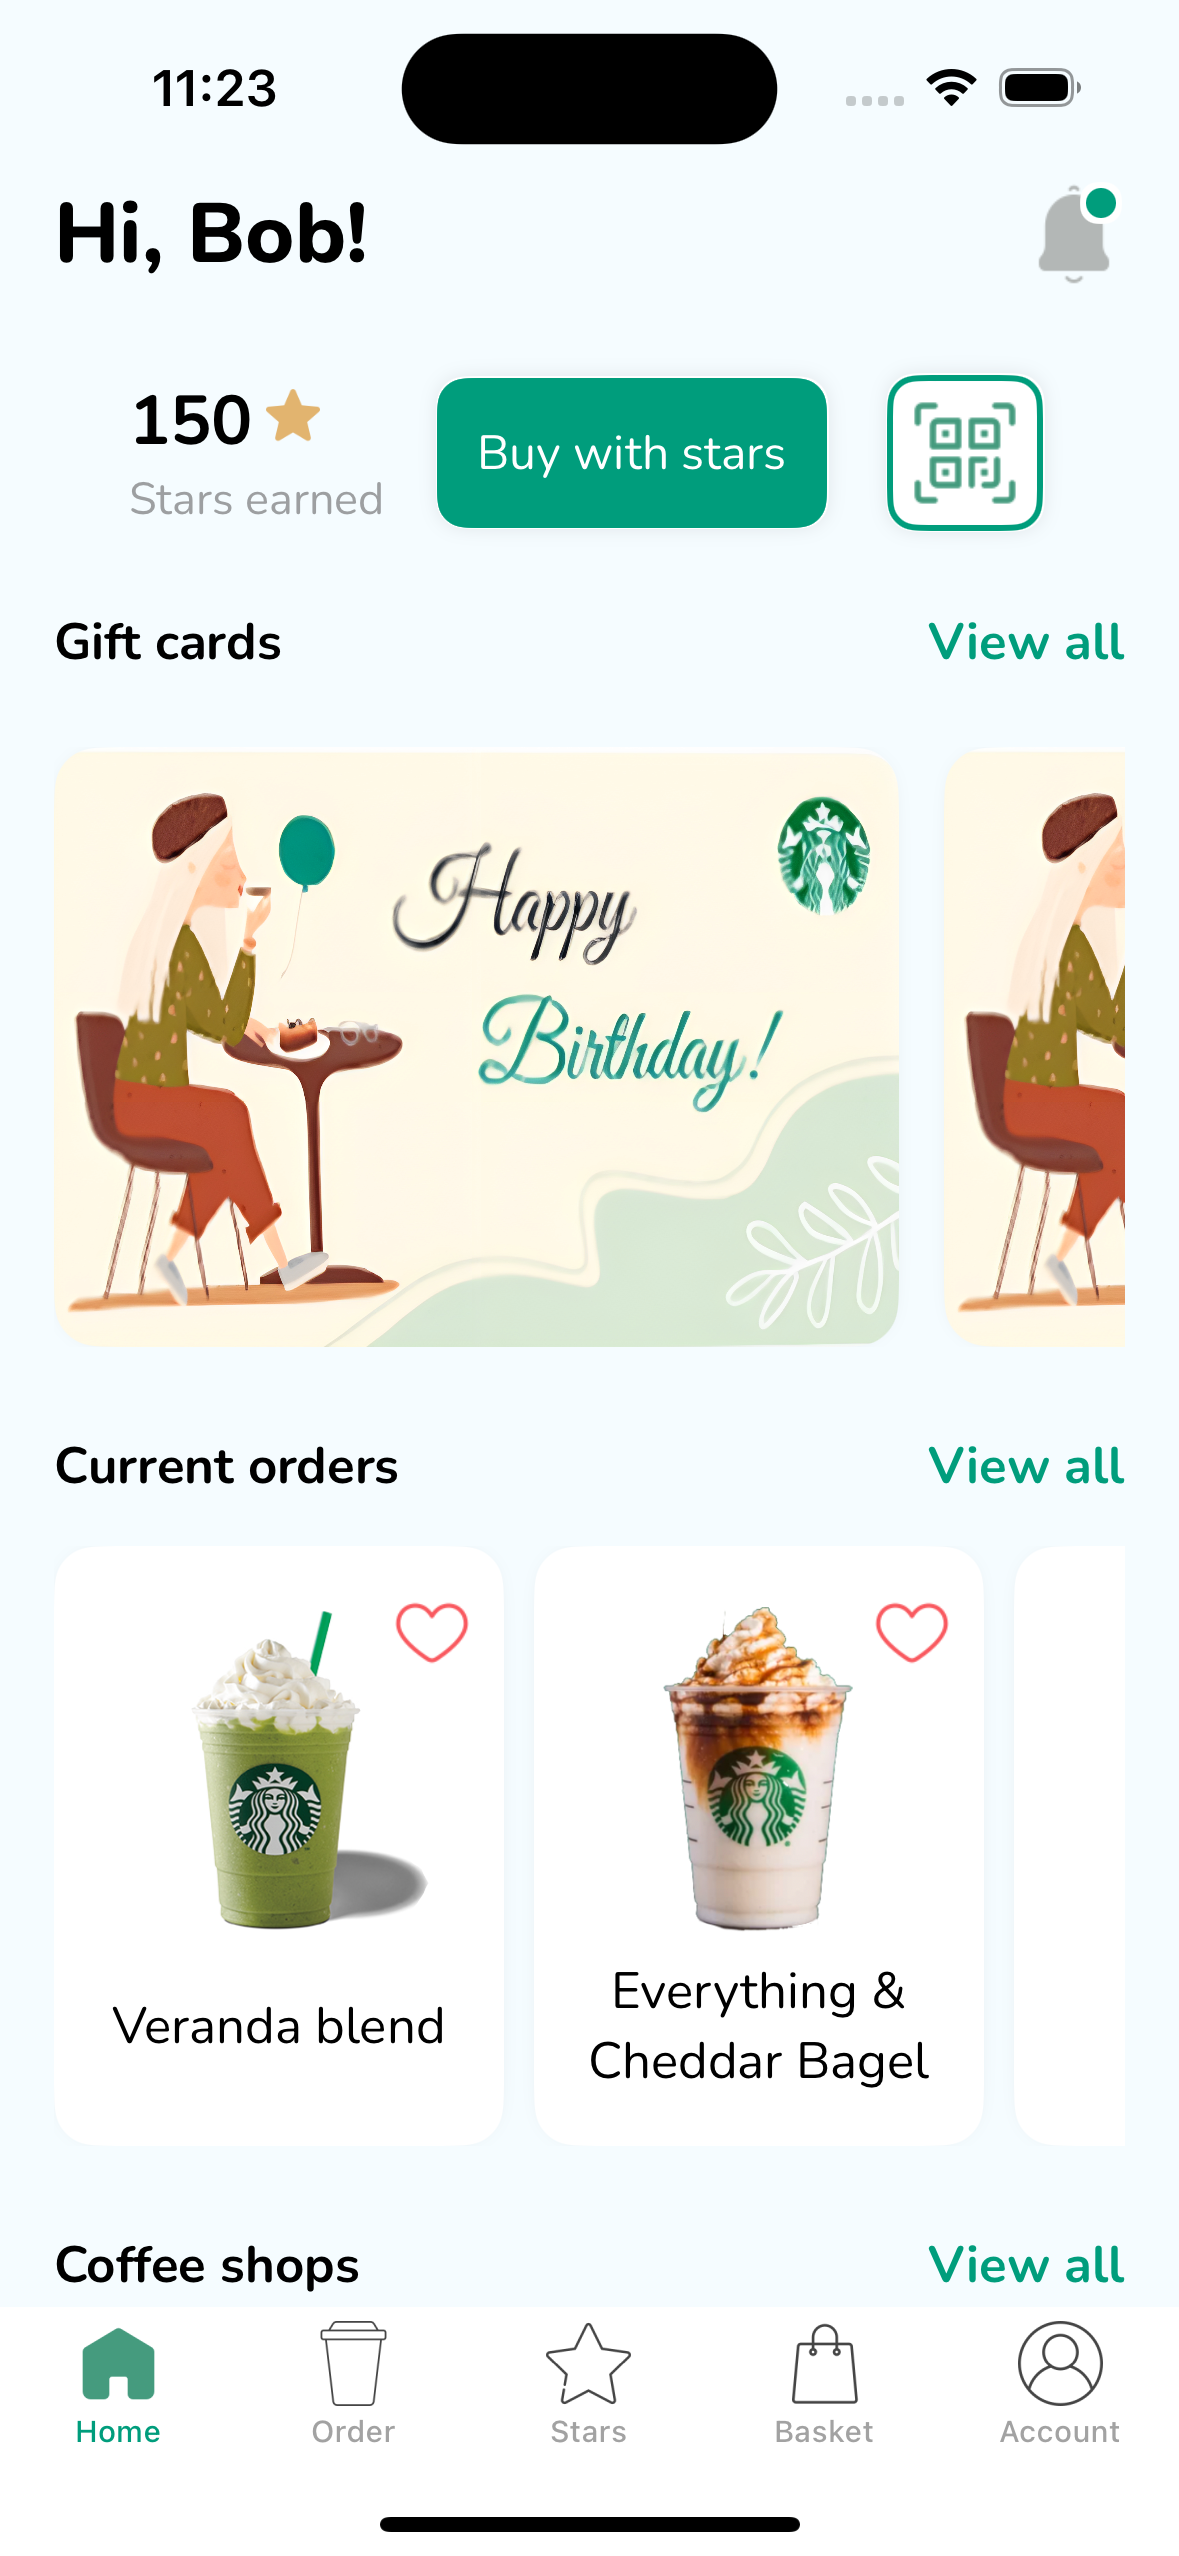 11:23
Hi, Bob!
150
Stars earned
Buy with stars
Gift cards
View all
Happy
Birthday!
Current orders
View all
Veranda blend
Everything &
Cheddar Bagel
Coffee shops
View all
Home
Order
Stars
Basket
Account